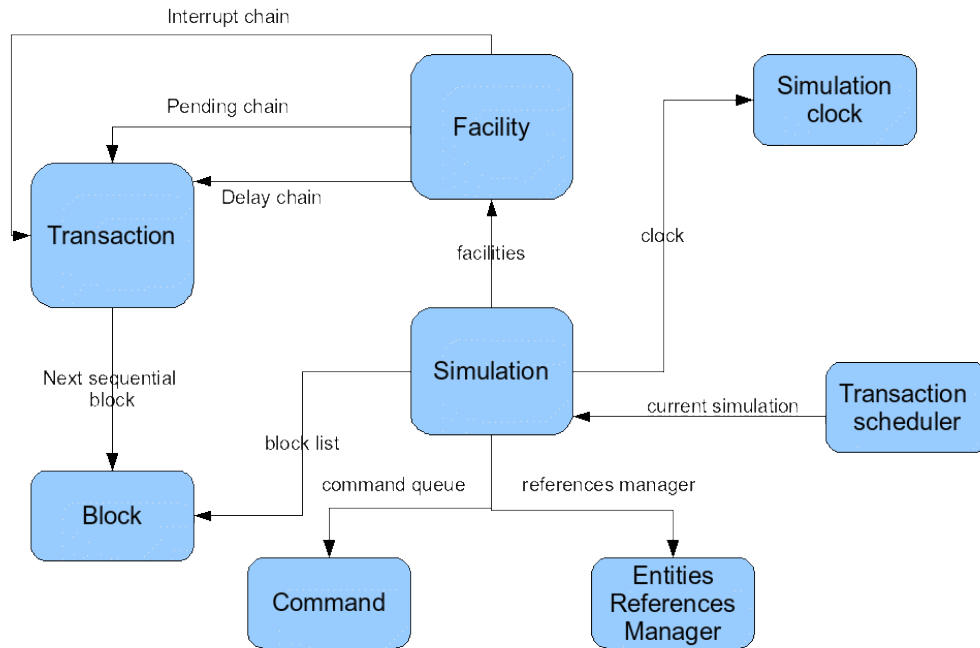 Interrupt chain
Simulation
clock
Pending chain
Facility
Delay chain
Transaction
clock
facilities
Next sequential
block
Simulation
Transaction
scheduler
current simulation
block list
command queue
references manager
Block
Command
Entities
References
Manager